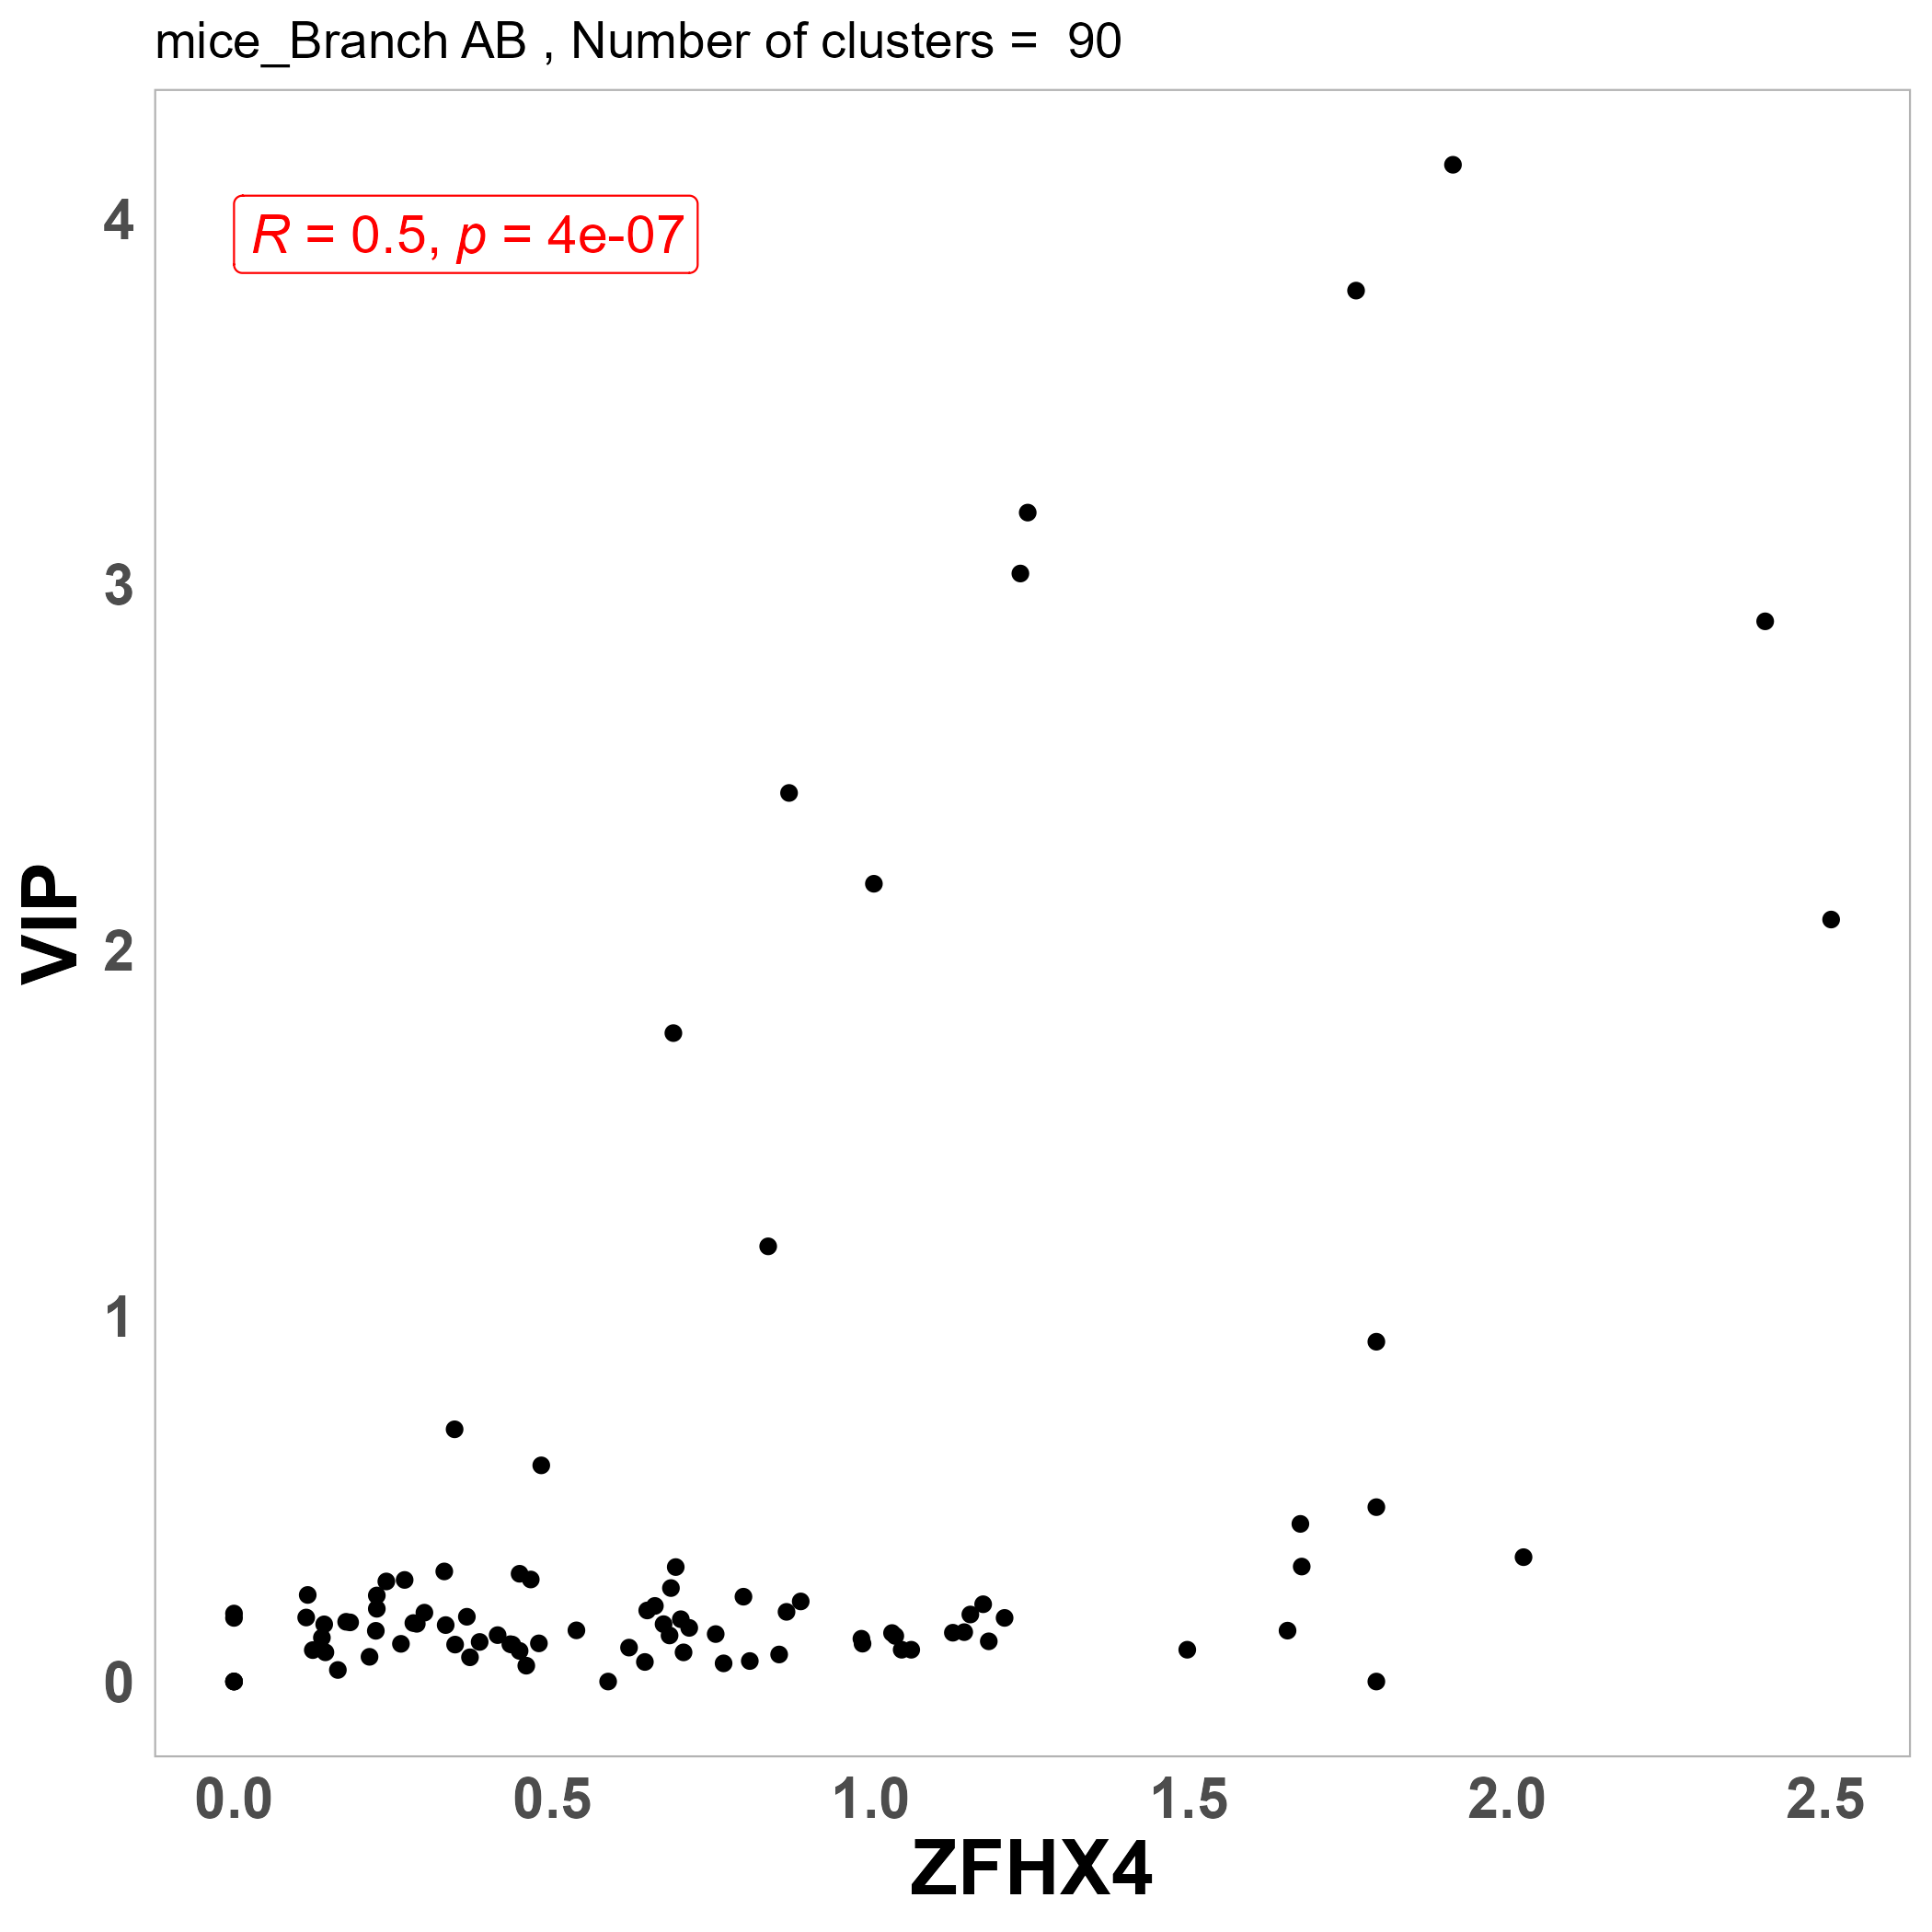 mice_Branch AB , Number of clusters =  90
R = 0.5, p = 4e-07
4
3
2
1
0
VIP
0.0 0.5 1.0 1.5 2.0 2.5
ZFHX4